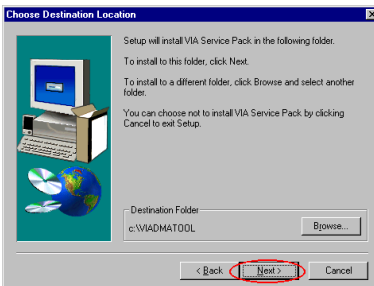 Choose Destination Location
Setup will install VIA Service Pack in the following folder.
To install to this folder, click Next.
To install to a different folder, click Browse and select another
folder.
You can choose not to install VIA Service Pack by clicking
Cancel to exit Setup.
Destination Folder
c:\VIADMATOOL
Browse...
< Back
Next >
Cancel